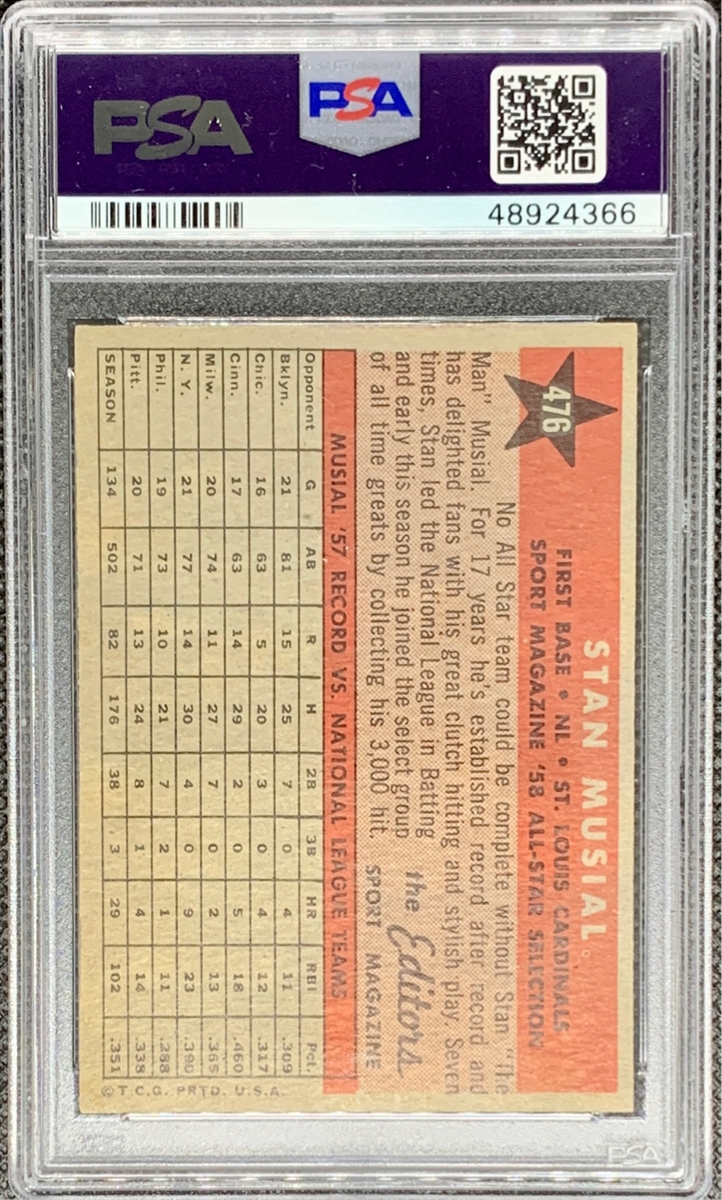 PSA
PSA
48924366
476
STAN MUSIAL
FIRST BASE • NL • ST. LOUIS CARDINALS
SPORT MAGAZINE '58 ALL-STAR SELECTION
No All Star team could be complete without Stan "The
Man" Musial. For 17 years he's established record after record and
has delighted fans with his great clutch hitting and stylish play. Seven
times, Stan led the National League in Batting
and early this season he joined the select group
of all time greats by collecting his 3,000 hit.
the Editors
SPORT MAGAZINE
MUSIAL '57 RECORD VS. NATIONAL LEAGUE TEAMS
Opponent G AB R H 2B 3B HR RBI Pct.
Bklyn. 21 81 15 25 7 0 4 11 .309
Chic. 16 63 5 20 3 0 4 12 .317
Cinn. 17 63 14 29 2 0 5 18 .460
Milw. 20 74 11 27 7 0 2 13 .365
N. Y. 21 77 14 30 4 0 9 23 .390
Phil. 19 73 10 21 7 2 1 11 .288
Pitt. 20 71 13 24 8 1 4 14 .338
SEASON 134 502 82 176 38 3 29 102 .351
© T.C.G. PRTD. U.S.A.
PSA